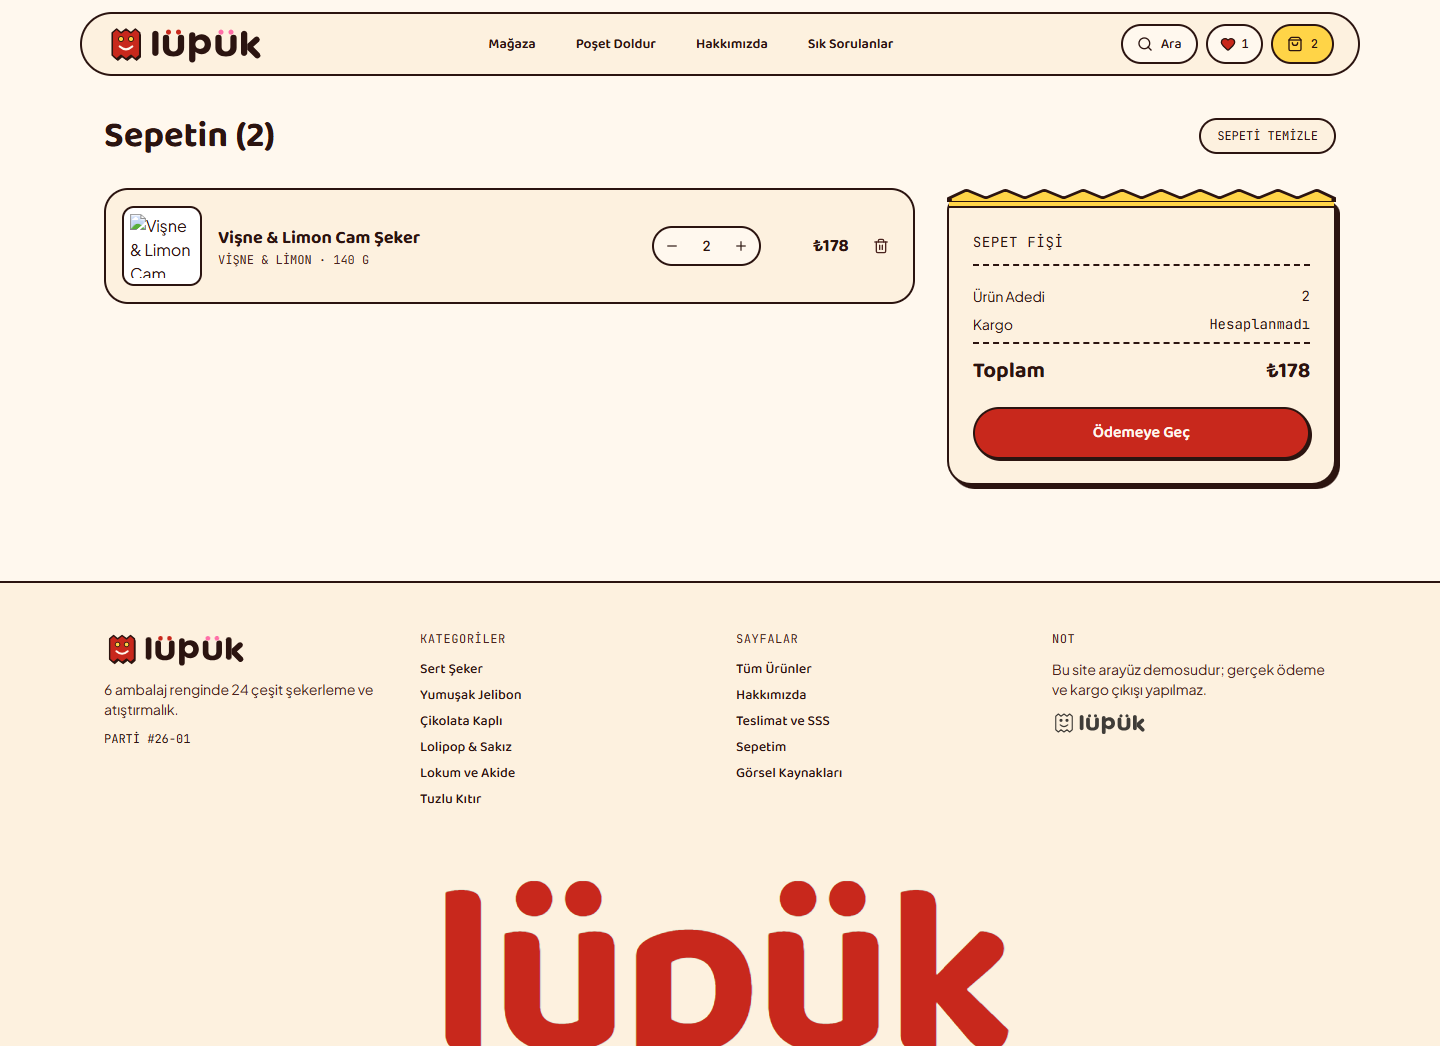 lüpük
Mağaza Poşet Doldur Hakkımızda Sık Sorulanlar
Ara 1 2
Sepetin (2)
SEPETİ TEMİZLE
Vişne
& Limon
Cam
Vişne & Limon Cam Şeker
VİŞNE & LİMON · 140 G
2
₺178
SEPET FİŞİ
Ürün Adedi 2
Kargo Hesaplanmadı
Toplam ₺178
Ödemeye Geç
lüpük
6 ambalaj renginde 24 çeşit şekerleme ve
atıştırmalık.
PARTİ #26-01
KATEGORİLER
Sert Şeker
Yumuşak Jelibon
Çikolata Kaplı
Lolipop & Sakız
Lokum ve Akide
Tuzlu Kıtır
SAYFALAR
Tüm Ürünler
Hakkımızda
Teslimat ve SSS
Sepetim
Görsel Kaynakları
NOT
Bu site arayüz demosudur; gerçek ödeme
ve kargo çıkışı yapılmaz.
lüpük
lüpük